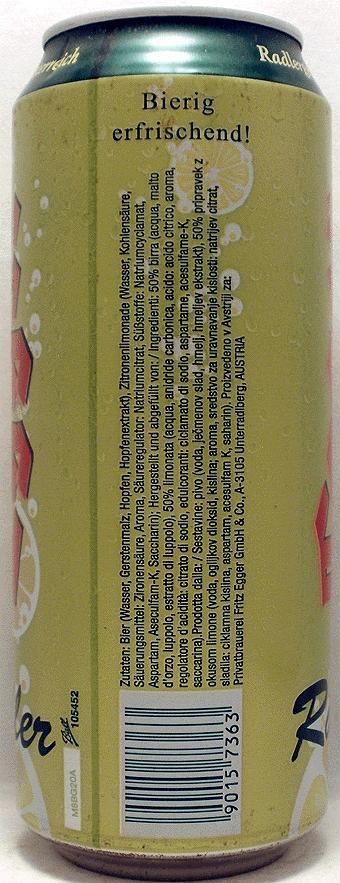 Radler
Bierig
erfrischend!
Zutaten: Bier (Wasser, Gerstenmalz, Hopfen, Hopfenextrakt), Zitronenlimonade (Wasser, Kohlensäure,
Säuerungsmittel: Zitronensäure, Aroma, Säureregulator: Natriumcitrat, Süßstoffe: Natriumcyclamat,
Aspartam, Acesulfam-K, Saccharin); Hergestellt und abgefüllt von: / Ingredienti: 50% birra (acqua, malto
d'orzo, luppolo, estratto di luppolo), 50% limonata (acqua, anidride carbonica, acido: acido citrico, aroma,
regolatore d'acidità: citrato di sodio, edulcoranti: ciclamato di sodio, aspartame, acesulfame-K,
saccarina).Prodotta dalla: / Sestavine: pivo (voda, ječmenov slad, hmelj, hmeljev ekstrakt), 50% pripravek z
okusom limone (voda, ogljikov dioksid, kislina; aroma, sredstvo za uravnavanje kislosti: natrijev citrat,
sladila: ciklamna kislina, aspartam, acesulfam K, saharin). Proizvedeno v Avstriji za:
Privatbrauerei Fritz Egger GmbH & Co., A-3105 Unterradlberg, AUSTRIA
9015 7363
105452
M8BG20A
ler
Ra